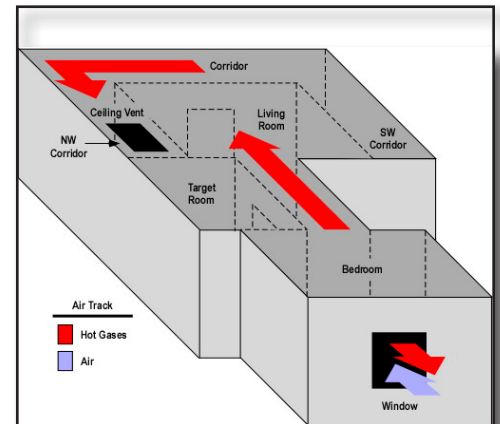 Corridor
Ceiling Vent
Living
Room
SW
Corridor
NW
Corridor
Target
Room
Bedroom
Air Track
Hot Gases
Air
Window